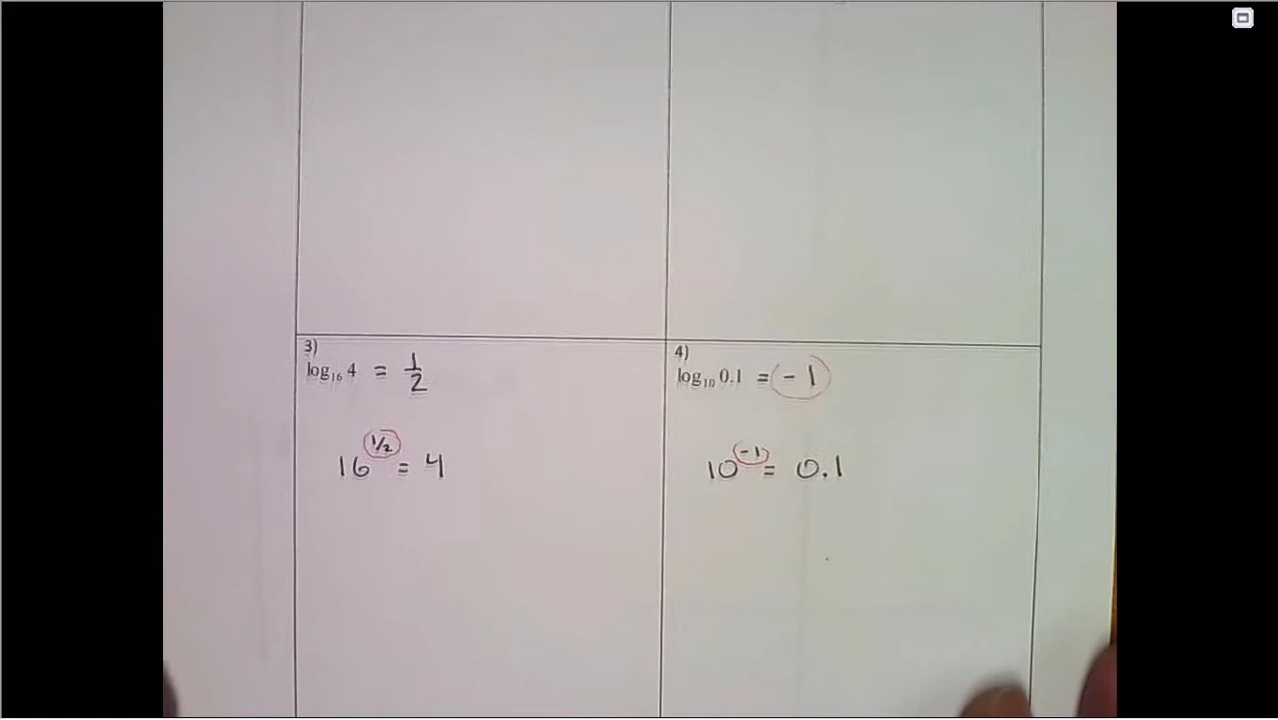 3)
log₁₆ 4 = 1/2
16^(1/2) = 4
4)
log₁₀ 0.1 = -1
10^(-1) = 0.1